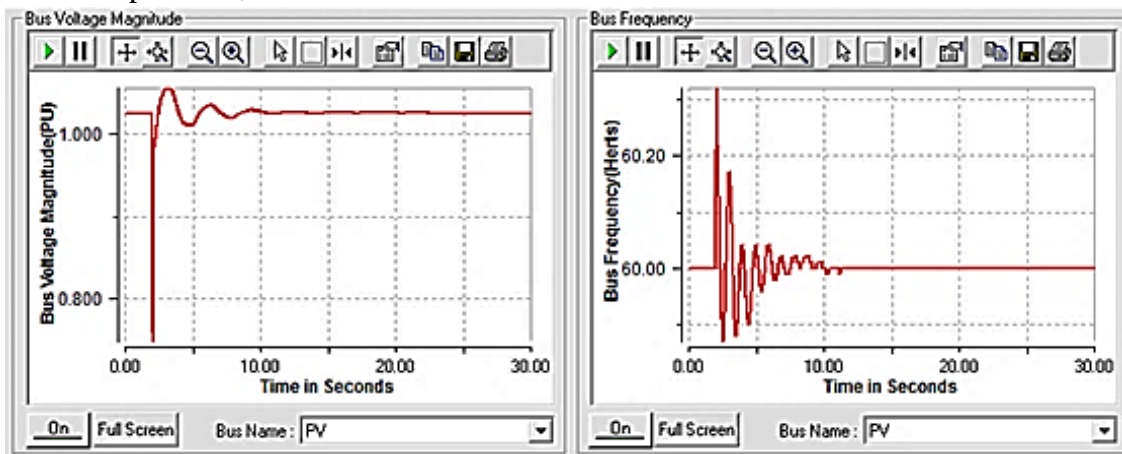 Bus Voltage Magnitude
Bus Voltage Magnitude(PU)
1.000
0.800
0.00
10.00
20.00
30.00
Time in Seconds
On
Full Screen
Bus Name : PV
Bus Frequency
Bus Frequency(Herts)
60.20
60.00
0.00
10.00
20.00
30.00
Time in Seconds
On
Full Screen
Bus Name : PV